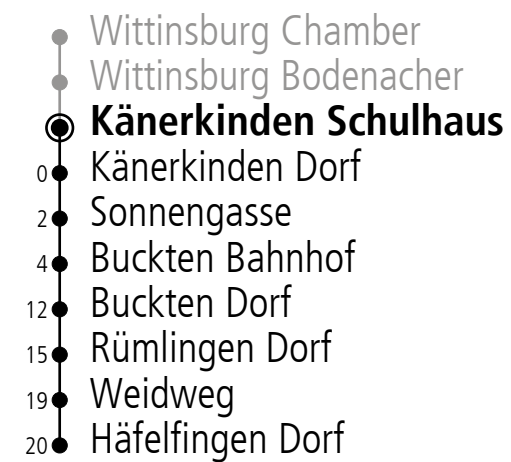 Wittinsburg Chamber
Wittinsburg Bodenacher
Känerkinden Schulhaus
0 Känerkinden Dorf
2 Sonnengasse
4 Buckten Bahnhof
12 Buckten Dorf
15 Rümlingen Dorf
19 Weidweg
20 Häfelfingen Dorf